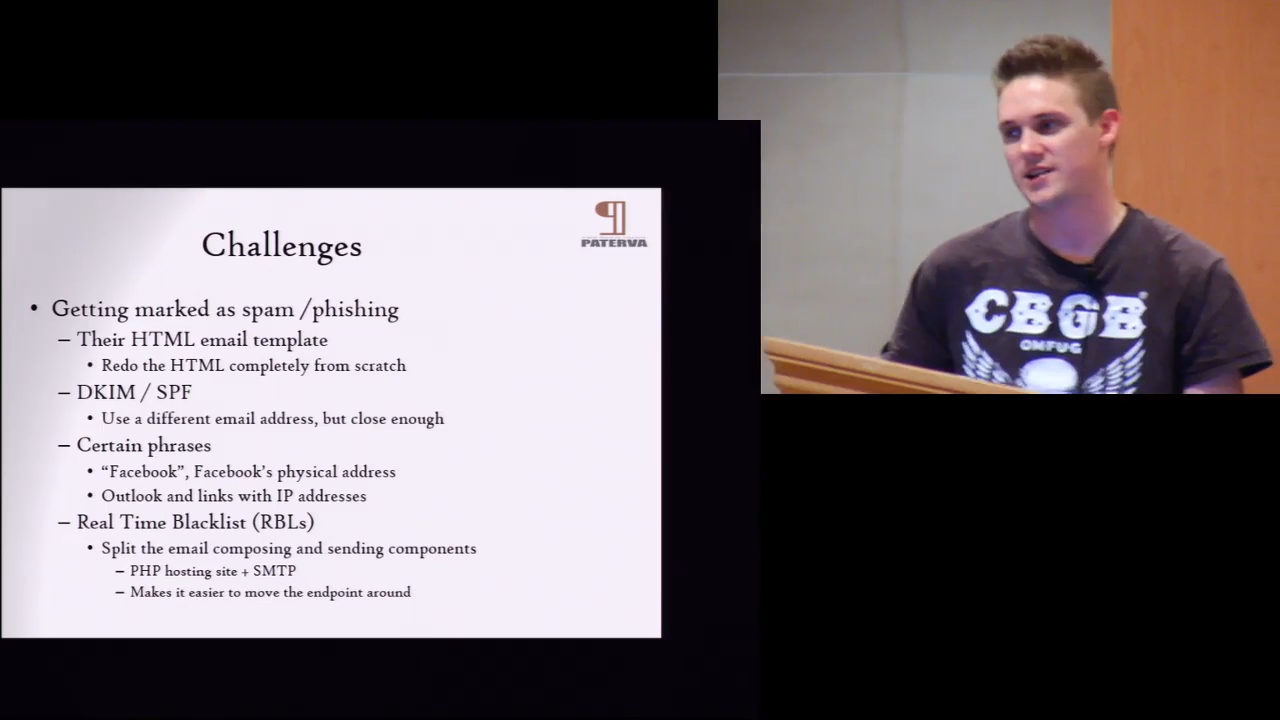 PATERVA
Challenges
• Getting marked as spam /phishing
– Their HTML email template
• Redo the HTML completely from scratch
– DKIM / SPF
• Use a different email address, but close enough
– Certain phrases
• “Facebook”, Facebook’s physical address
• Outlook and links with IP addresses
– Real Time Blacklist (RBLs)
• Split the email composing and sending components
– PHP hosting site + SMTP
– Makes it easier to move the endpoint around
CBGB
OMFUG